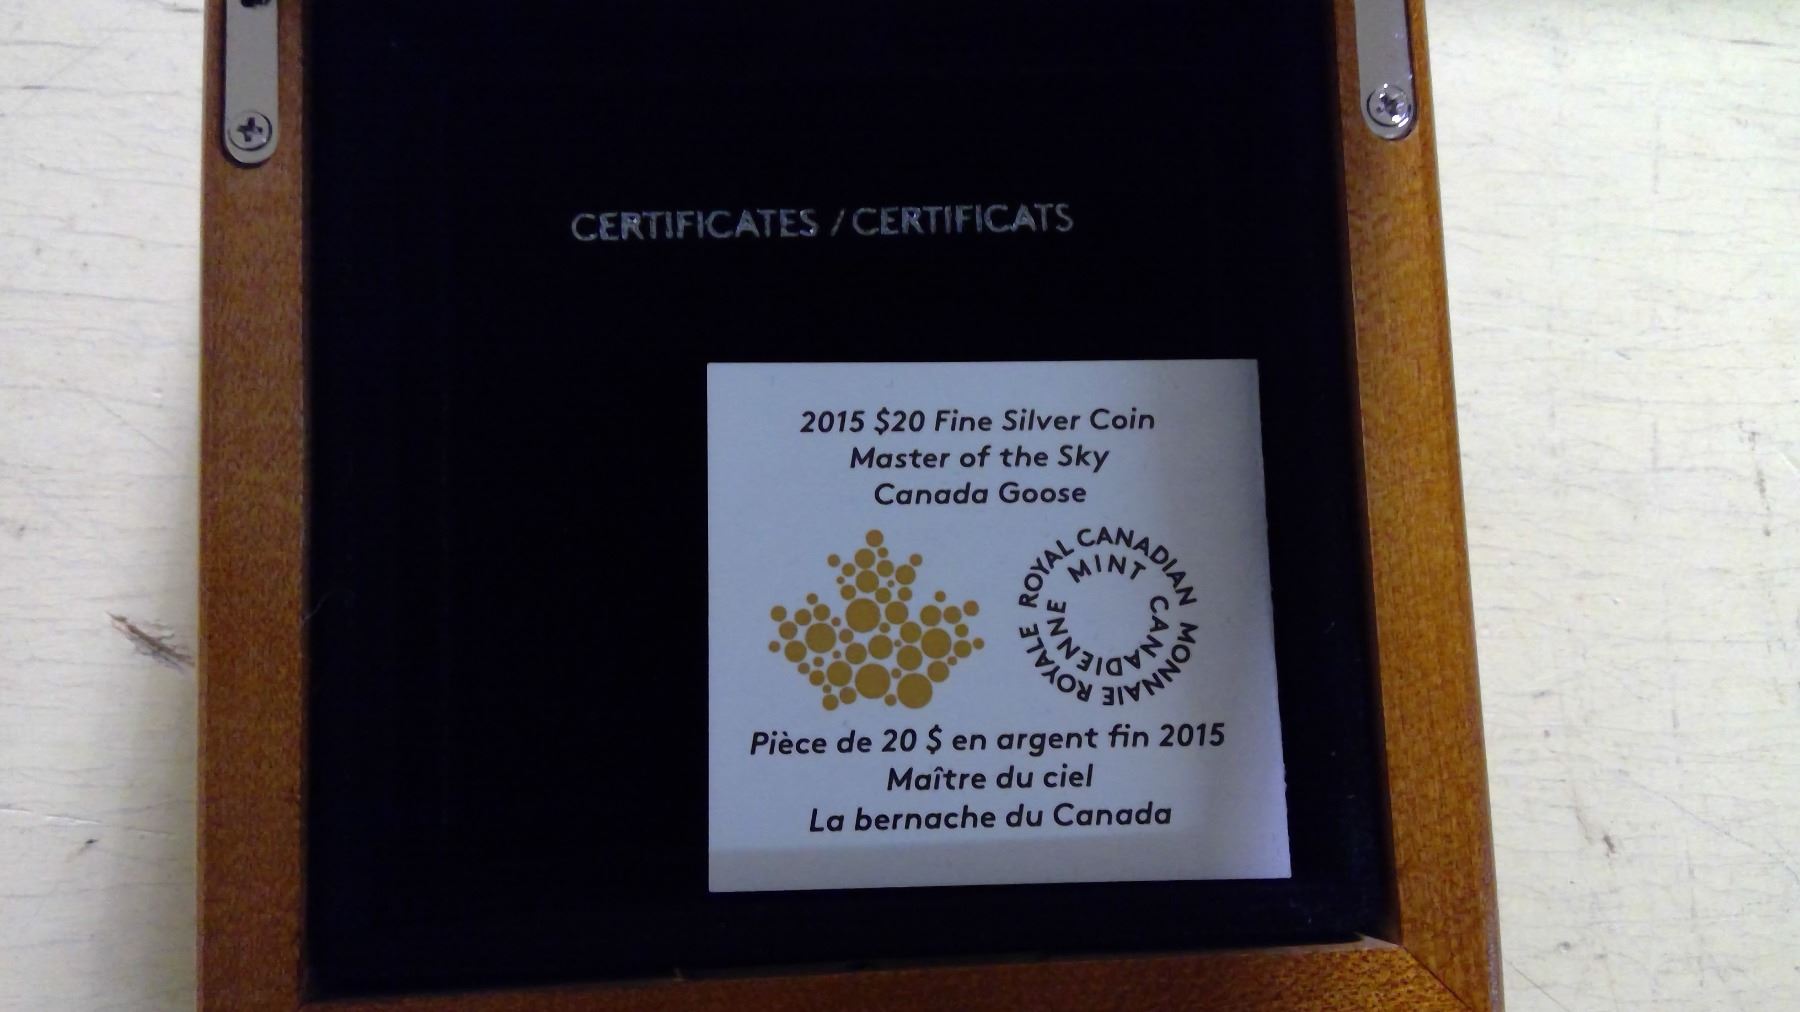 CERTIFICATES / CERTIFICATS
2015 $20 Fine Silver Coin
Master of the Sky
Canada Goose
ROYAL CANADIAN MINT
MONNAIE ROYALE CANADIENNE
Pièce de 20 $ en argent fin 2015
Maître du ciel
La bernache du Canada